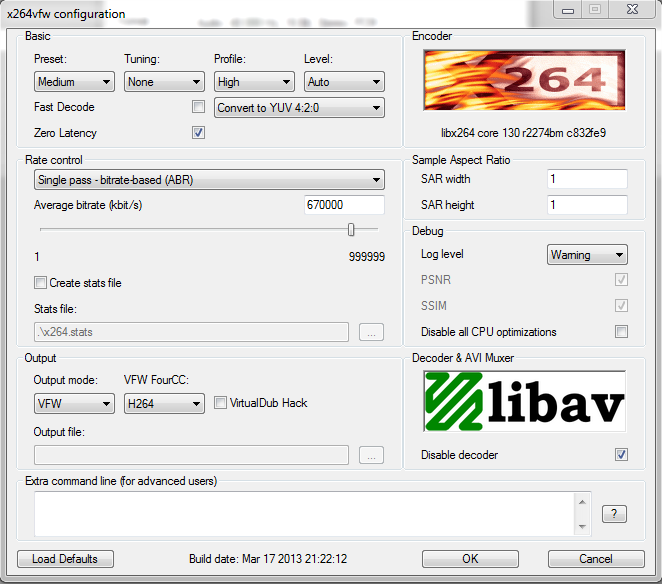 x264vfw configuration
Basic
Preset: Tuning: Profile: Level:
Medium None High Auto
Fast Decode Convert to YUV 4:2:0
Zero Latency
Encoder
264
libx264 core 130 r2274bm c832fe9
Rate control
Single pass - bitrate-based (ABR)
Average bitrate (kbit/s) 670000
1 999999
Create stats file
Stats file:
.\x264.stats
...
Sample Aspect Ratio
SAR width 1
SAR height 1
Debug
Log level Warning
PSNR
SSIM
Disable all CPU optimizations
Output
Output mode: VFW FourCC:
VFW H264 VirtualDub Hack
Output file:
...
Decoder & AVI Muxer
libav
Disable decoder
Extra command line (for advanced users)
?
Load Defaults Build date: Mar 17 2013 21:22:12 OK Cancel